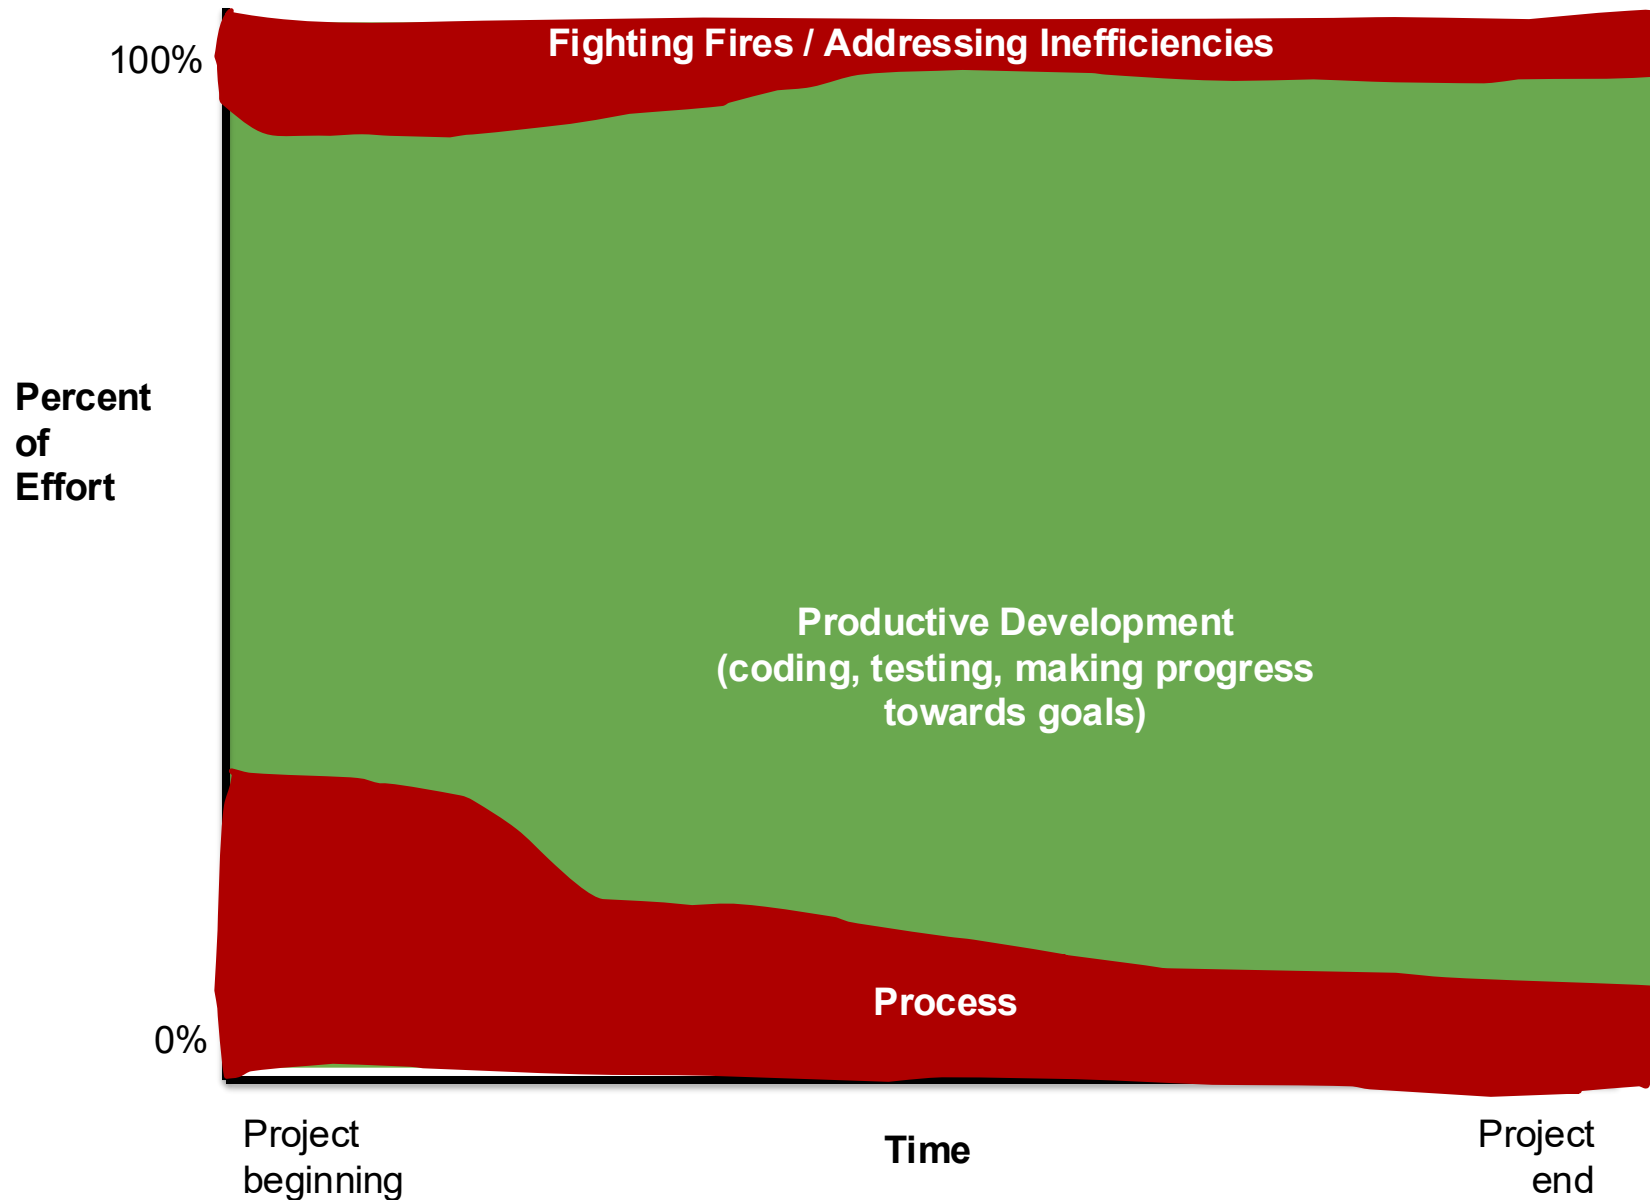 Fighting Fires / Addressing Inefficiencies
100%
Percent
of
Effort
Productive Development
(coding, testing, making progress
towards goals)
Process
0%
Project
beginning
Time
Project
end